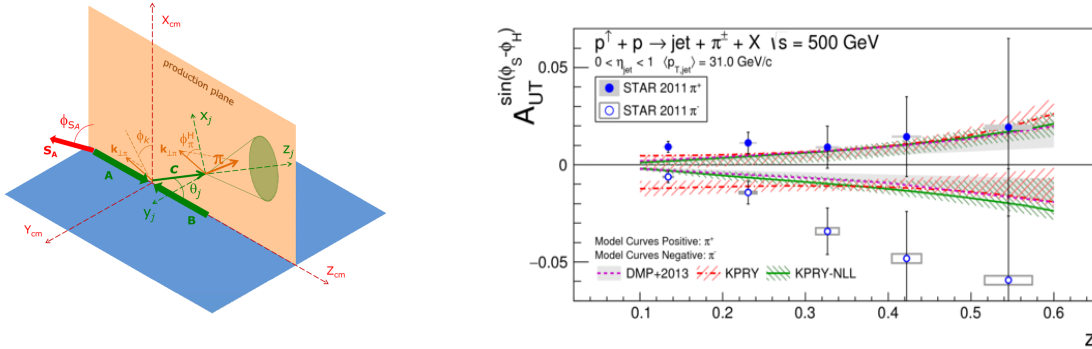 X_cm
production plane
x_j
ϕ_SA
ϕ_k
ϕ_π^H
S_A
k_⊥π
k_⊥π
π
z_j
A
C
θ_j
y_j
B
Y_cm
Z_cm
A_UT^sin(ϕ_S-ϕ_H)
p↑ + p → jet + π± + X √s = 500 GeV
0 < η_jet < 1 ⟨p_T,jet⟩ = 31.0 GeV/c
STAR 2011 π⁺
STAR 2011 π⁻
0.05
0
−0.05
Model Curves Positive: π⁺
Model Curves Negative: π⁻
DMP+2013 KPRY KPRY-NLL
0.1 0.2 0.3 0.4 0.5 0.6
z